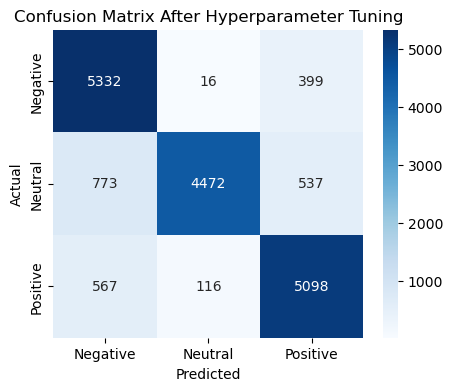 Confusion Matrix After Hyperparameter Tuning
Actual
Negative
Neutral
Positive
5332 16 399
773 4472 537
567 116 5098
Negative Neutral Positive
Predicted
5000
4000
3000
2000
1000